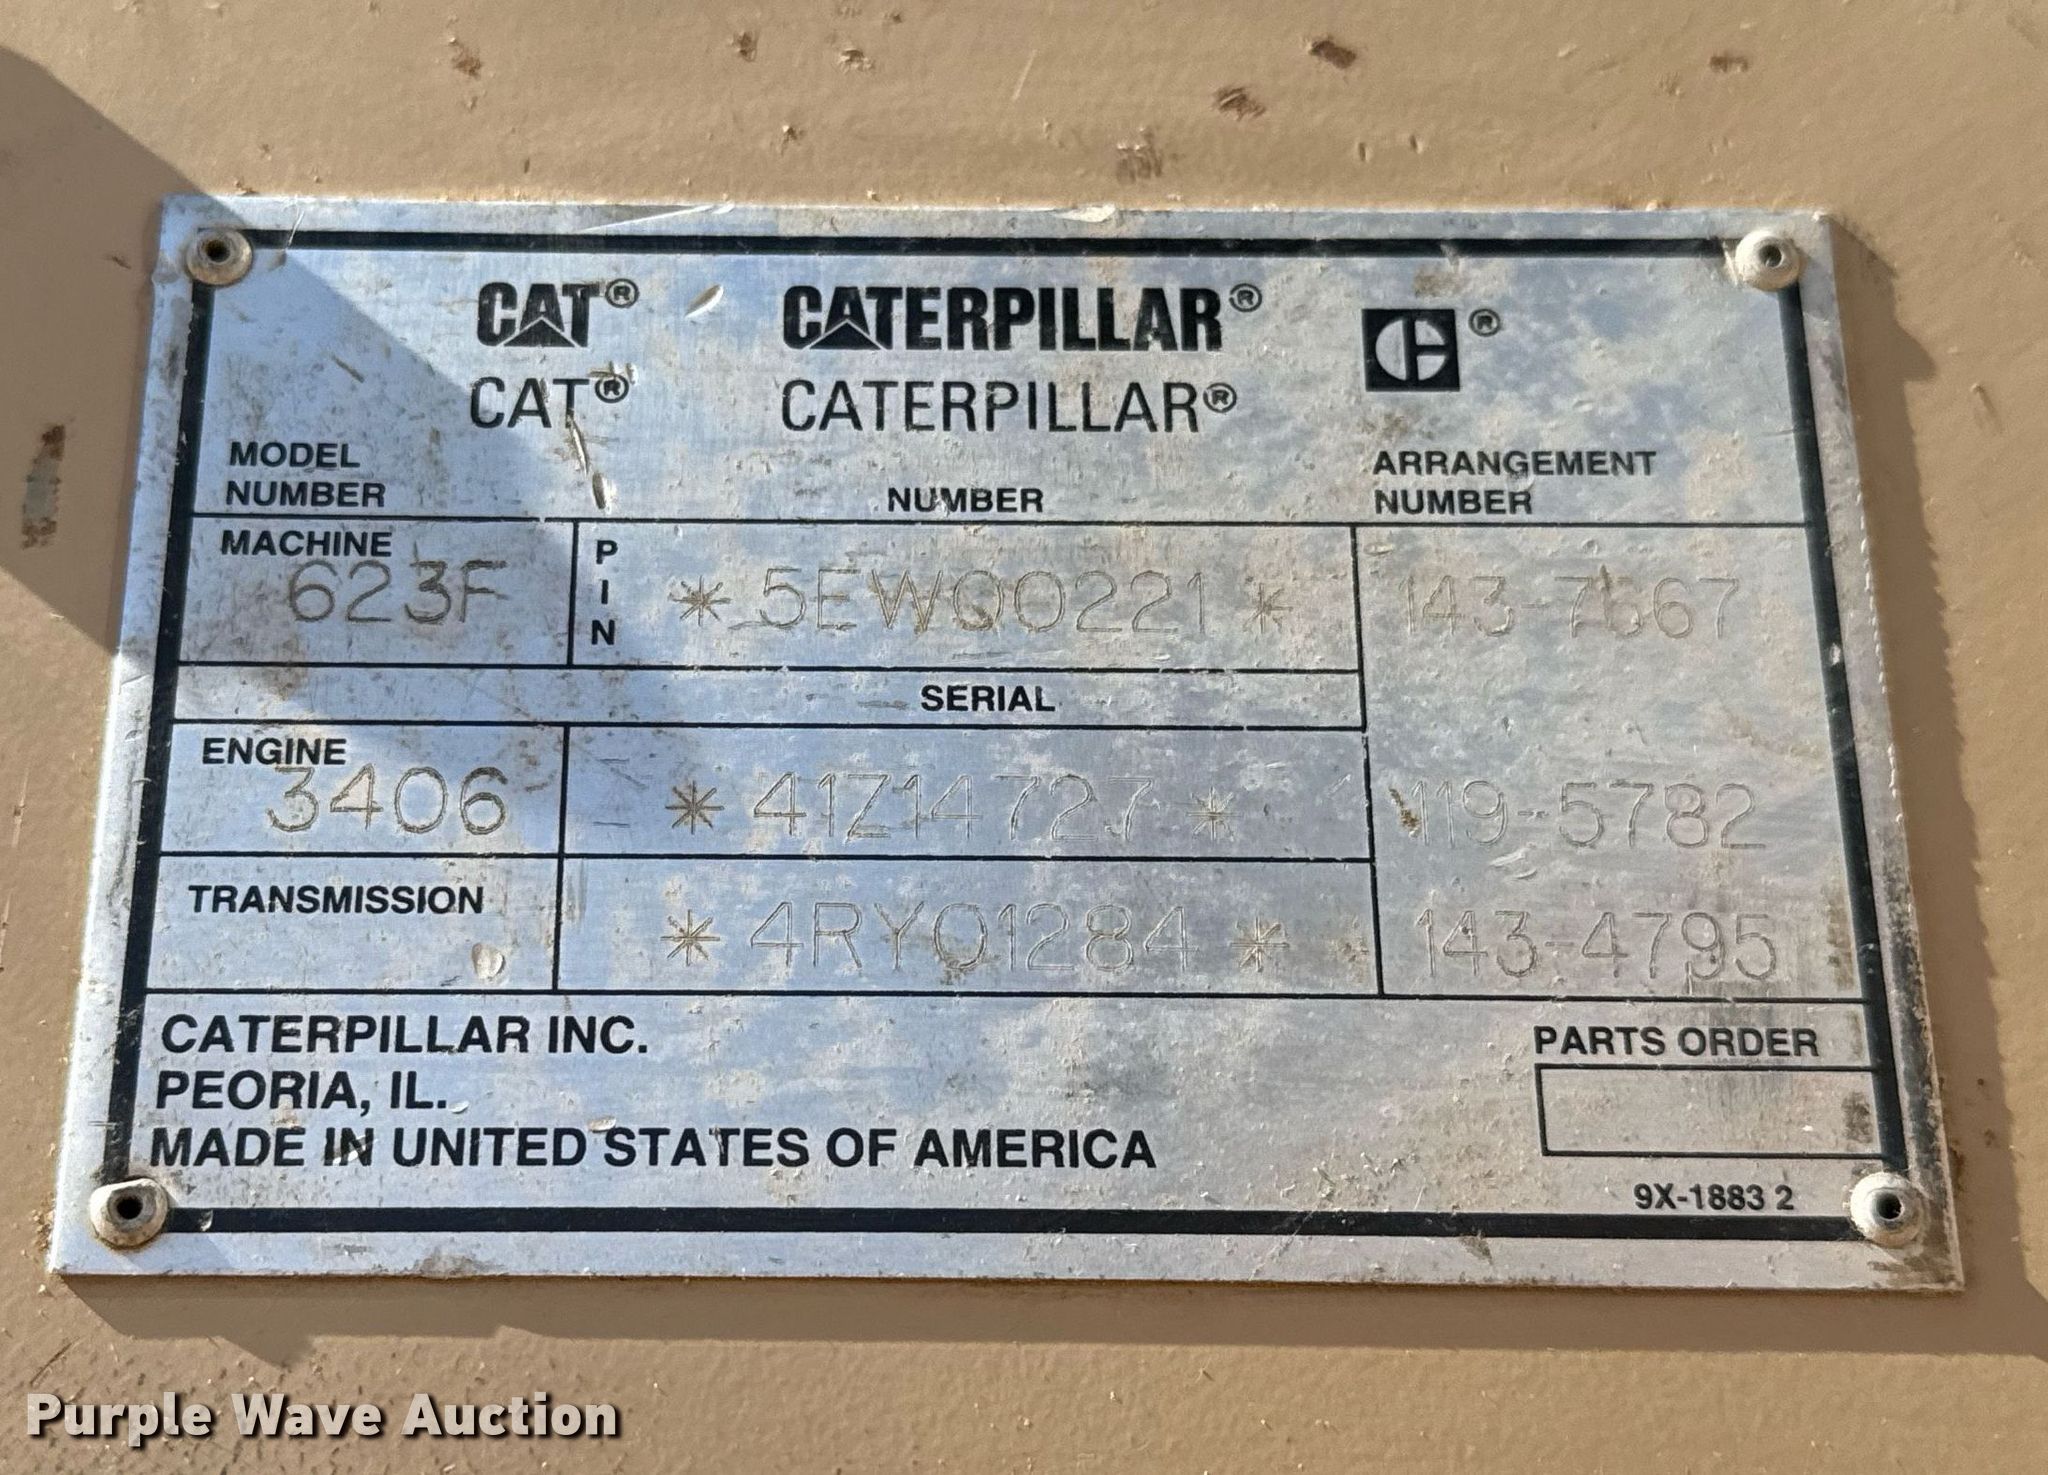 CAT® CATERPILLAR® ®
CAT® CATERPILLAR®
MODEL NUMBER
NUMBER
ARRANGEMENT NUMBER
MACHINE
623F
PIN
*5EW00221*
SERIAL
ENGINE
3406
*41Z14727*
119-5782
TRANSMISSION
*4RY01284*
143-4795
CATERPILLAR INC.
PEORIA, IL.
MADE IN UNITED STATES OF AMERICA
PARTS ORDER
9X-1883 2
Purple Wave Auction